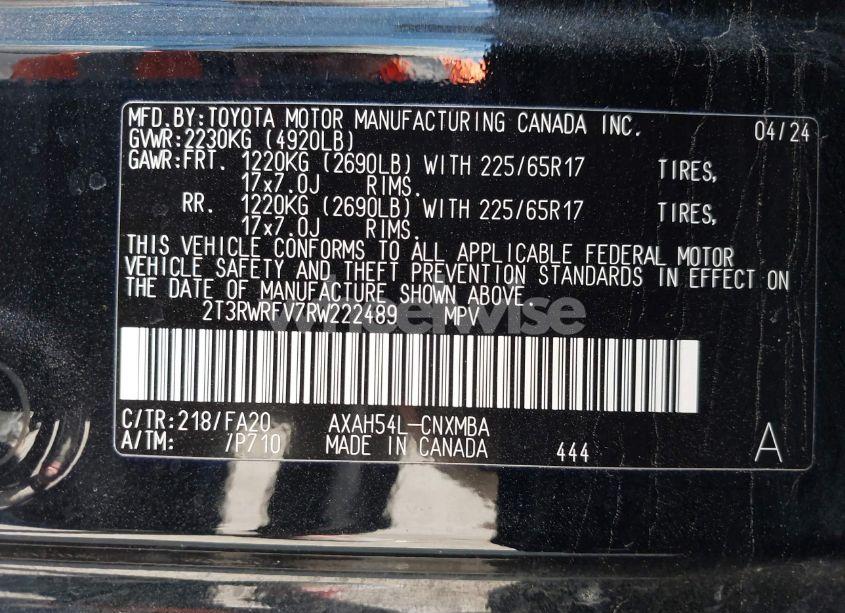 MFD.BY:TOYOTA MOTOR MANUFACTURING CANADA INC. 04/24
GVWR:2230KG (4920LB)
GAWR:FRT. 1220KG (2690LB) WITH 225/65R17 TIRES,
17x7.0J RIMS.
RR. 1220KG (2690LB) WITH 225/65R17 TIRES,
17x7.0J RIMS.
THIS VEHICLE CONFORMS TO ALL APPLICABLE FEDERAL MOTOR
VEHICLE SAFETY AND THEFT PREVENTION STANDARDS IN EFFECT ON
THE DATE OF MANUFACTURE SHOWN ABOVE.
2T3RWRFV7RW222489 MPV
wheelwise
C/TR:218/FA20 AXAH54L-CNXMBA
A/TM: /P710 MADE IN CANADA 444 A